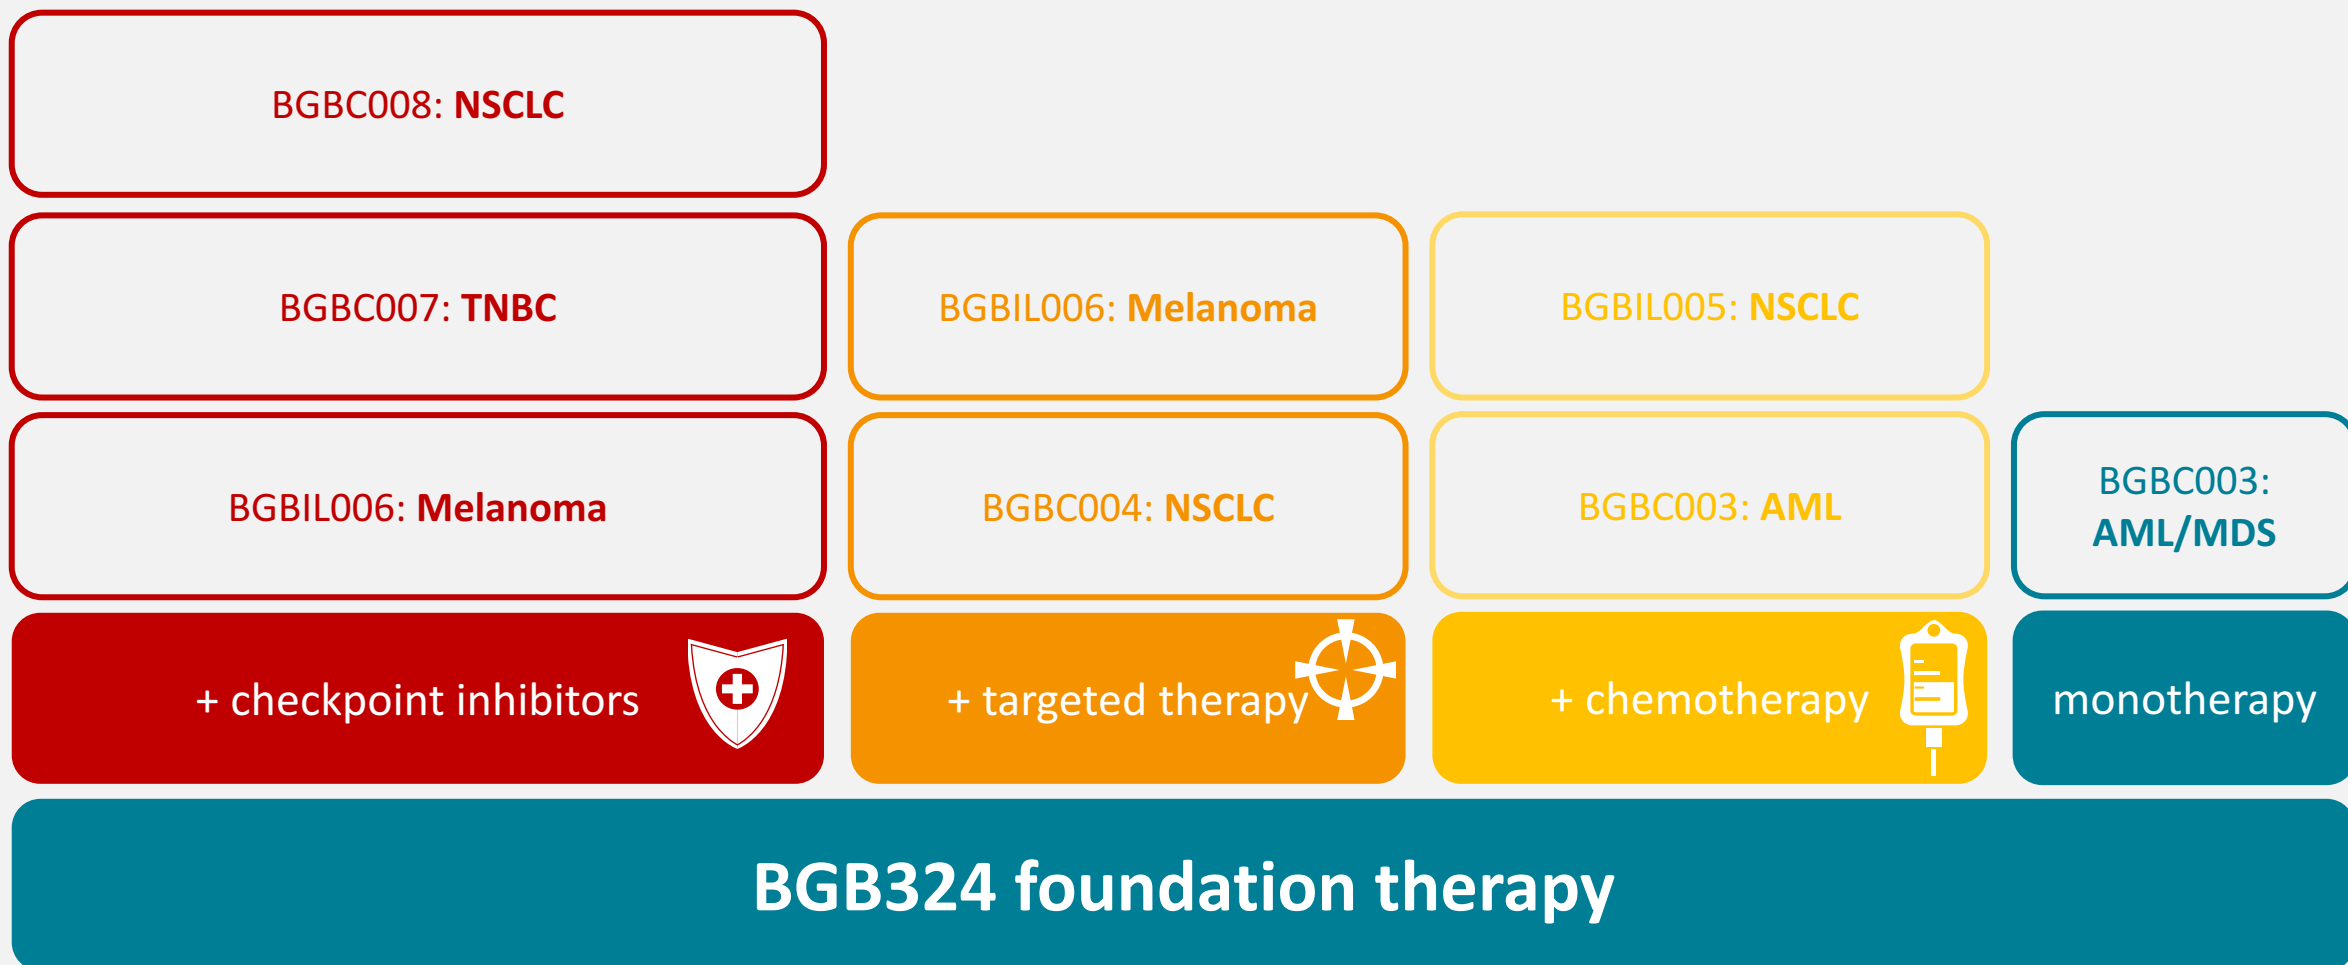 BGBC008: NSCLC
BGBC007: TNBC
BGBIL006: Melanoma
BGBIL005: NSCLC
BGBIL006: Melanoma
BGBC004: NSCLC
BGBC003: AML
BGBC003:
AML/MDS
+ checkpoint inhibitors
+ targeted therapy
+ chemotherapy
monotherapy
BGB324 foundation therapy